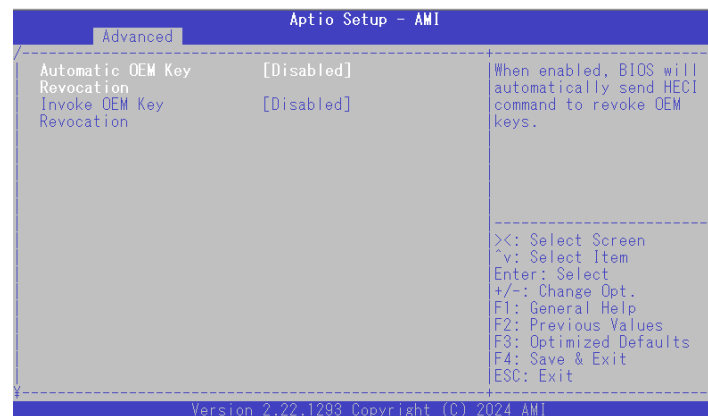 Aptio Setup - AMI
Advanced
Automatic OEM Key [Disabled]
Revocation
Invoke OEM Key [Disabled]
Revocation
When enabled, BIOS will
automatically send HECI
command to revoke OEM
keys.
><: Select Screen
^v: Select Item
Enter: Select
+/-: Change Opt.
F1: General Help
F2: Previous Values
F3: Optimized Defaults
F4: Save & Exit
ESC: Exit
Version 2.22.1293 Copyright (C) 2024 AMI